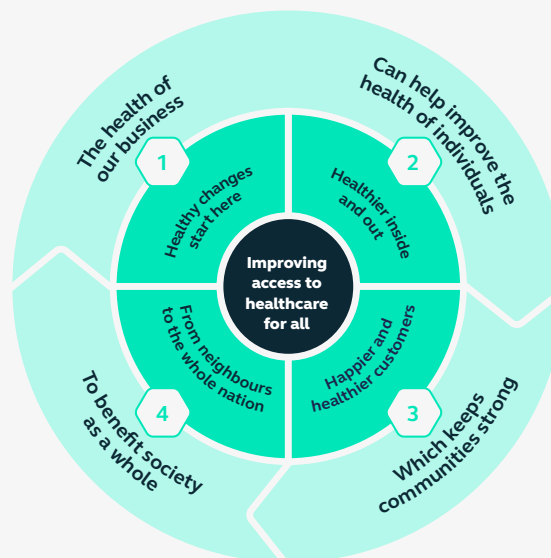 The health of
our business
Can help improve the
health of individuals
1
2
Healthy changes
start here
Healthier inside
and out
Improving
access to
healthcare
for all
From neighbours
to the whole nation
Happier and
healthier customers
4
3
To benefit society
as a whole
Which keeps
communities strong